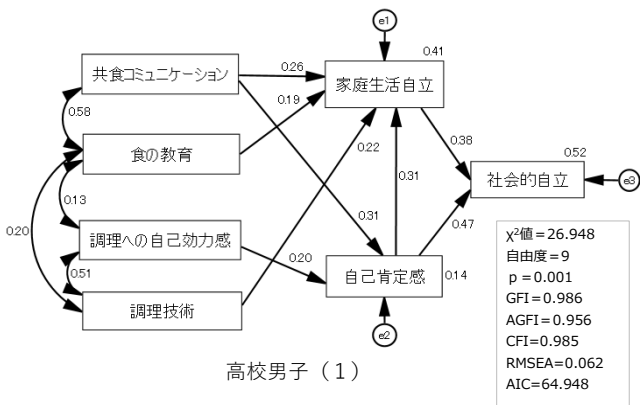 e1
0.41
共食コミュニケーション
0.26
家庭生活自立
0.19
0.58
食の教育
0.22
0.38
0.52
0.31
社会的自立
e3
0.13
0.20
調理への自己効力感
0.31
0.47
0.51
0.20
自己肯定感
0.14
調理技術
e2
高校男子（１）
χ²値＝26.948
自由度＝9
ｐ＝0.001
GFI＝0.986
AGFI＝0.956
CFI＝0.985
RMSEA＝0.062
AIC＝64.948